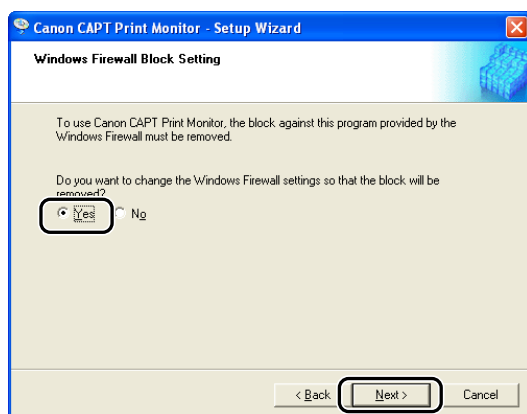 Canon CAPT Print Monitor - Setup Wizard
Windows Firewall Block Setting
To use Canon CAPT Print Monitor, the block against this program provided by the
Windows Firewall must be removed.
Do you want to change the Windows Firewall settings so that the block will be
removed?
Yes No
< Back Next > Cancel